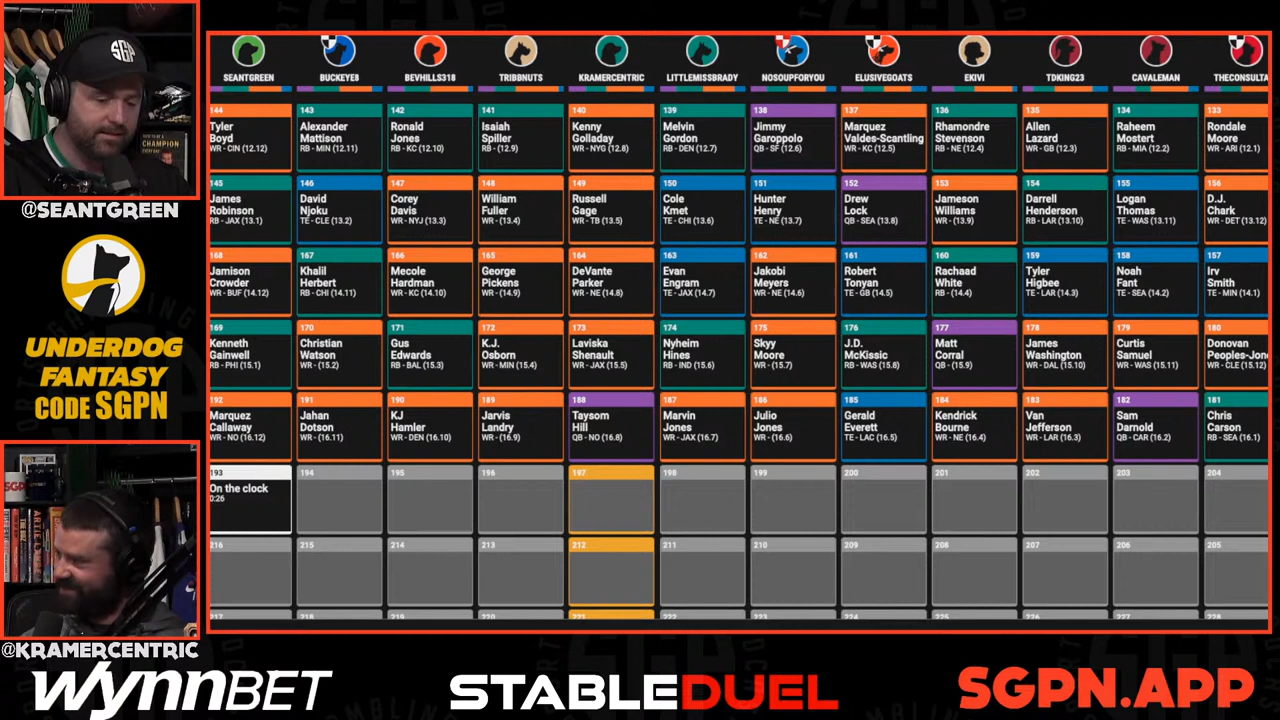 SGP
@SEANTGREEN
UNDERDOG
FANTASY
CODE SGPN
@KRAMERCENTRIC
SEANTGREEN BUCKEYE8 BEVHILLS318 TRIBBNUTS KRAMERCENTRIC LITTLEMISSBRADY NOSOUPFORYOU ELUSIVEGOATS EKIVI TDKING23 CAVALEMAN THECONSULTA
144 143 142 141 140 139 138 137 136 135 134 133
Tyler Alexander Ronald Isaiah Kenny Melvin Jimmy Marquez Rhamondre Allen Raheem Rondale
Boyd Mattison Jones Spiller Golladay Gordon Garoppolo Valdes-Scantling Stevenson Lazard Mostert Moore
WR - CIN (12.12) RB - MIN (12.11) RB - KC (12.10) RB - (12.9) WR - NYG (12.8) RB - DEN (12.7) QB - SF (12.6) WR - KC (12.5) RB - NE (12.4) WR - GB (12.3) RB - MIA (12.2) WR - ARI (12.1)
145 146 147 148 149 150 151 152 153 154 155 156
James David Corey William Russell Cole Hunter Drew Jameson Darrell Logan D.J.
Robinson Njoku Davis Fuller Gage Kmet Henry Lock Williams Henderson Thomas Chark
RB - JAX (13.1) TE - CLE (13.2) WR - NYJ (13.3) WR - (13.4) WR - TB (13.5) TE - CHI (13.6) TE - NE (13.7) QB - SEA (13.8) WR - (13.9) RB - LAR (13.10) TE - WAS (13.11) WR - DET (13.12)
168 167 166 165 164 163 162 161 160 159 158 157
Jamison Khalil Mecole George DeVante Evan Jakobi Robert Rachaad Tyler Noah Irv
Crowder Herbert Hardman Pickens Parker Engram Meyers Tonyan White Higbee Fant Smith
WR - BUF (14.12) RB - CHI (14.11) WR - KC (14.10) WR - (14.9) WR - NE (14.8) TE - JAX (14.7) WR - NE (14.6) TE - GB (14.5) RB - (14.4) TE - LAR (14.3) TE - SEA (14.2) TE - MIN (14.1)
169 170 171 172 173 174 175 176 177 178 179 180
Kenneth Christian Gus K.J. Laviska Nyheim Skyy J.D. Matt James Curtis Donovan
Gainwell Watson Edwards Osborn Shenault Hines Moore McKissic Corral Washington Samuel Peoples-Jone
RB - PHI (15.1) WR - (15.2) RB - BAL (15.3) WR - MIN (15.4) WR - JAX (15.5) RB - IND (15.6) WR - (15.7) RB - WAS (15.8) QB - (15.9) WR - DAL (15.10) WR - WAS (15.11) WR - CLE (15.12)
192 191 190 189 188 187 186 185 184 183 182 181
Marquez Jahan KJ Jarvis Taysom Marvin Julio Gerald Kendrick Van Sam Chris
Callaway Dotson Hamler Landry Hill Jones Jones Everett Bourne Jefferson Darnold Carson
WR - NO (16.12) WR - (16.11) WR - DEN (16.10) WR - (16.9) QB - NO (16.8) WR - JAX (16.7) WR - (16.6) TE - LAC (16.5) WR - NE (16.4) WR - LAR (16.3) QB - CAR (16.2) RB - SEA (16.1)
193 194 195 196 197 198 199 200 201 202 203 204
On the clock
0:26
216 215 214 213 212 211 210 209 208 207 206 205
217 218 219 220 221 222 223 224 225 226 227 228
WYNNBET
STABLEDUEL
SGPN.APP